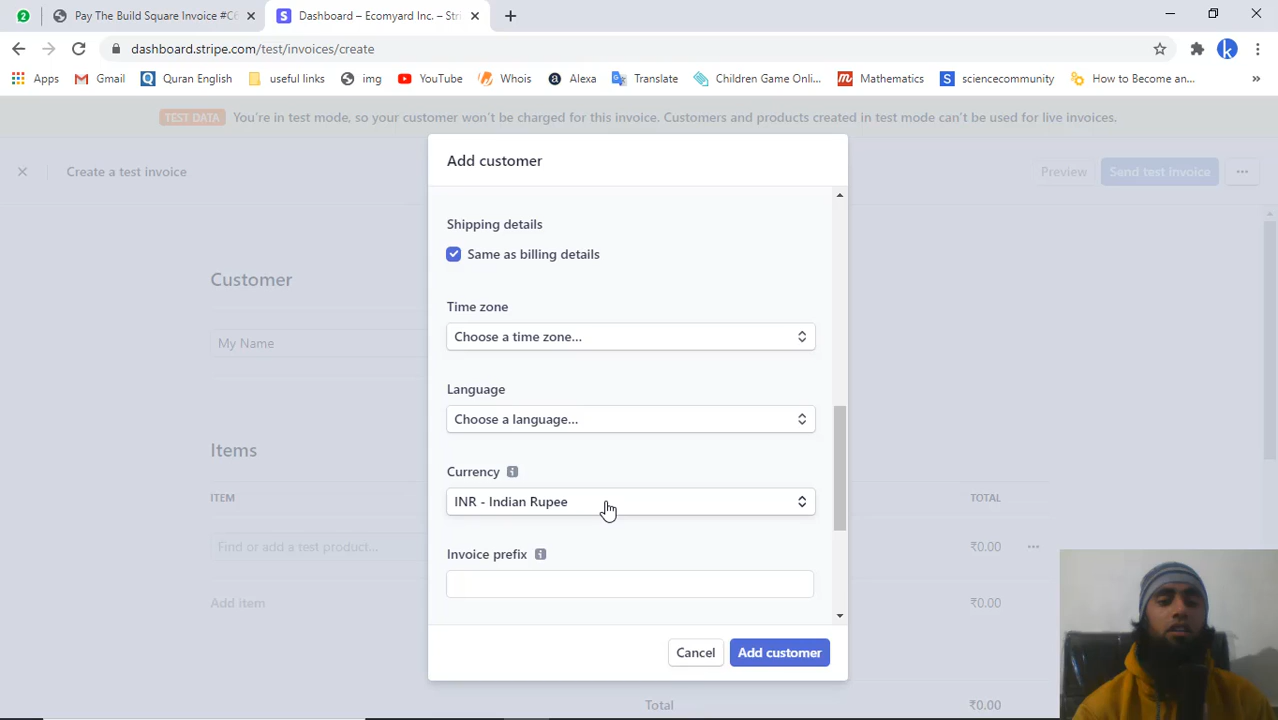 2
Pay The Build Square Invoice #C6
Dashboard – Ecomyard Inc. – Stri
dashboard.stripe.com/test/invoices/create
k
Apps
Gmail
Quran English
useful links
img
YouTube
Whois
Alexa
Translate
Children Game Onli...
Mathematics
sciencecommunity
How to Become an...
»
TEST DATA You're in test mode, so your customer won't be charged for this invoice. Customers and products created in test mode can't be used for live invoices.
Create a test invoice
Preview
Send test invoice
Add customer
Shipping details
Same as billing details
Customer
Time zone
Choose a time zone...
My Name
Language
Choose a language...
Items
Currency
ITEM
TOTAL
INR - Indian Rupee
Find or add a test product...
₹0.00
Invoice prefix
Add item
₹0.00
Cancel
Add customer
Total
₹0.00